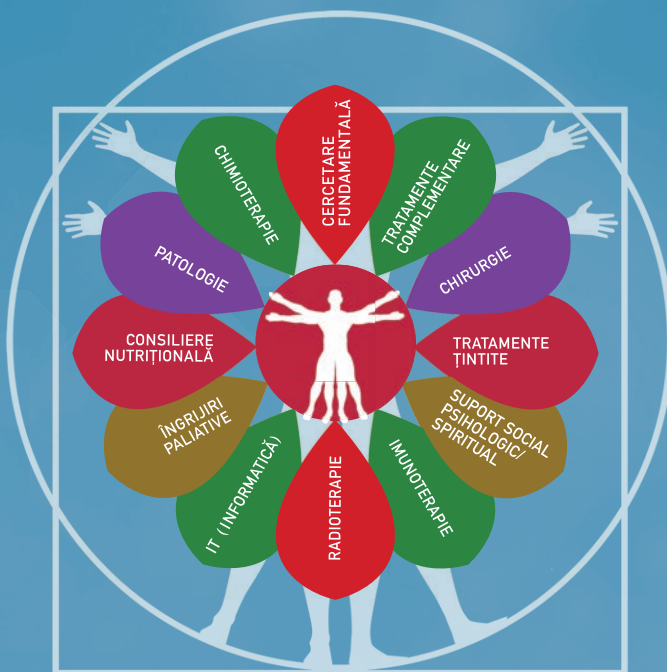 CERCETARE
FUNDAMENTALĂ
TRATAMENTE
COMPLEMENTARE
CHIRURGIE
TRATAMENTE
ȚINTITE
SUPORT SOCIAL
PSIHOLOGIC/
SPIRITUAL
IMUNOTERAPIE
RADIOTERAPIE
IT (INFORMATICĂ)
ÎNGRIJIRI
PALIATIVE
CONSILIERE
NUTRIȚIONALĂ
PATOLOGIE
CHIMIOTERAPIE